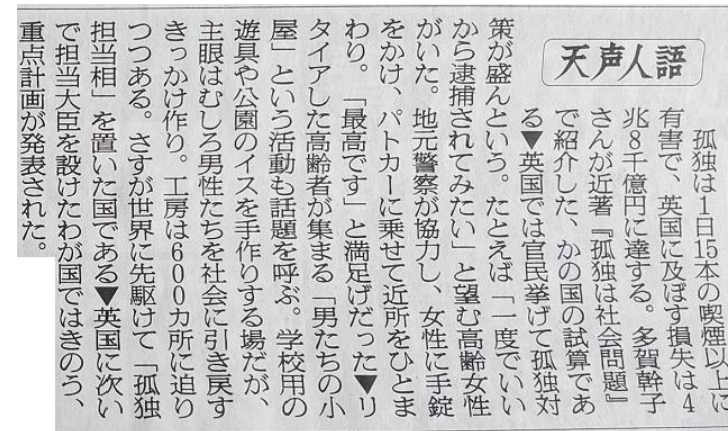 天声人語
孤独は1日15本の喫煙以上に
有害で、英国に及ぼす損失は4
兆8千億円に達する。多賀幹子
さんが近著『孤独は社会問題』
で紹介した、かの国の試算であ
る▼英国では官民挙げて孤独対
策が盛んという。たとえば「一度でいい
から逮捕されてみたい」と望む高齢女性
がいた。地元警察が協力し、女性に手錠
をかけ、パトカーに乗せて近所をひとま
わり。「最高です」と満足げだった▼リ
タイアした高齢者が集まる「男たちの小
屋」という活動も話題を呼ぶ。学校用の
遊具や公園のイスを手作りする場だが、
主眼はむしろ男性たちを社会に引き戻す
きっかけ作り。工房は600カ所に迫り
つつある。さすが世界に先駆けて「孤独
担当相」を置いた国である▼英国に次い
で担当大臣を設けたわが国ではきのう、
重点計画が発表された。